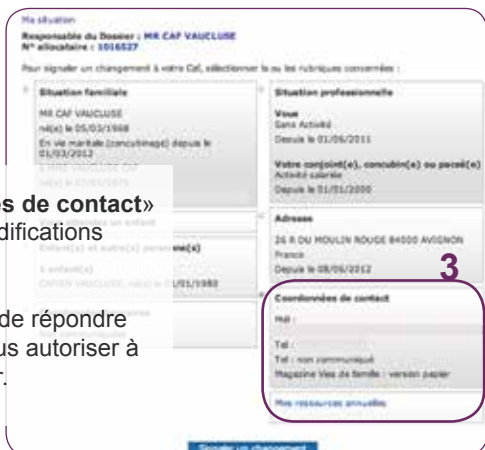 Ma situation
Responsable du Dossier : MR CAF VAUCLUSE
N° allocataire : 1016527
Pour signaler un changement à votre Caf, sélectionner la ou les rubriques concernées :
Situation familiale
MR CAF VAUCLUSE
né(e) le 05/03/1968
En vie maritale (concubinage) depuis le
01/03/2012
Situation professionnelle
Vous
Sans Activité
Depuis le 01/06/2011
Votre conjoint(e), concubin(e) ou pacsé(e)
Activité salariée
Depuis le 01/01/2000
es de contact»
difications
de répondre
us autoriser à
r.
Enfant(s) et autre(s) personne(s)
1 enfant(s)
01/01/1980
Adresse
26 R DU MOULIN ROUGE 84000 AVIGNON
France
Depuis le 08/06/2012
3
Coordonnées de contact
Mél :
Tel :
Tel : non communiqué
Magazine Vies de famille : version papier
Mes ressources annuelles
Signaler un changement